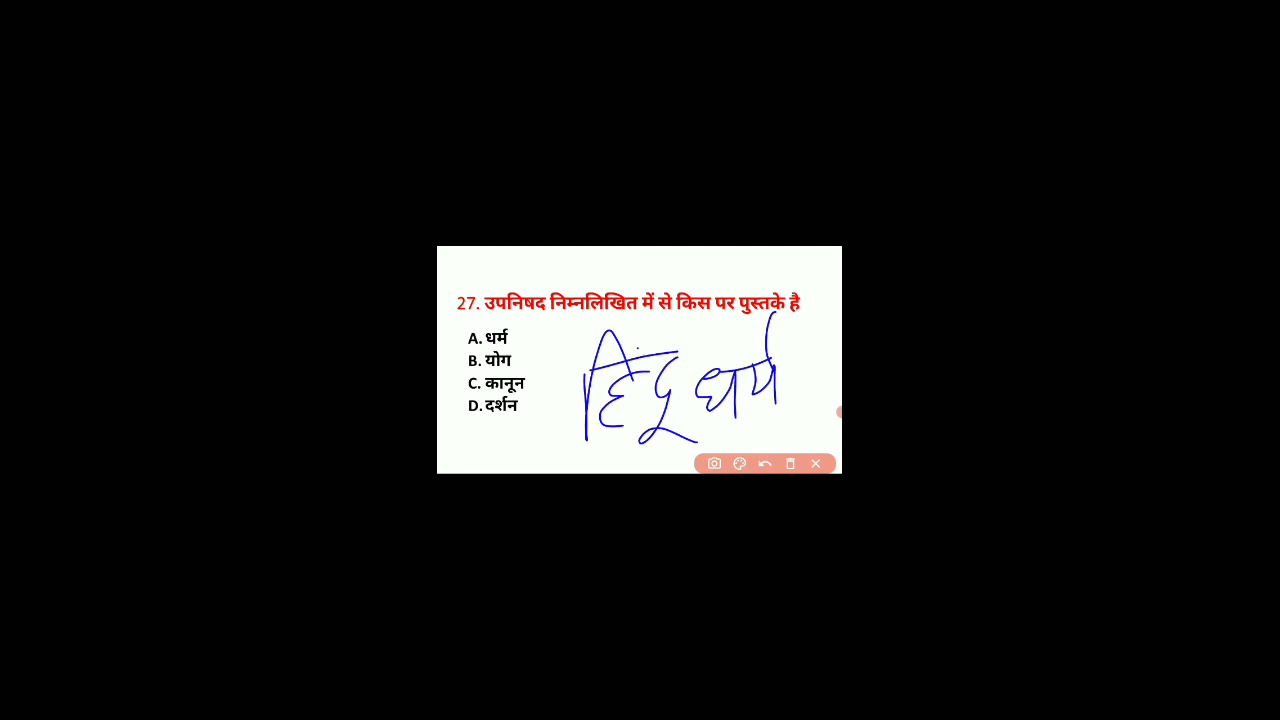 27. उपनिषद निम्नलिखित में से किस पर पुस्तके है
A. धर्म
B. योग
C. कानून
D. दर्शन
हिंदू धर्म